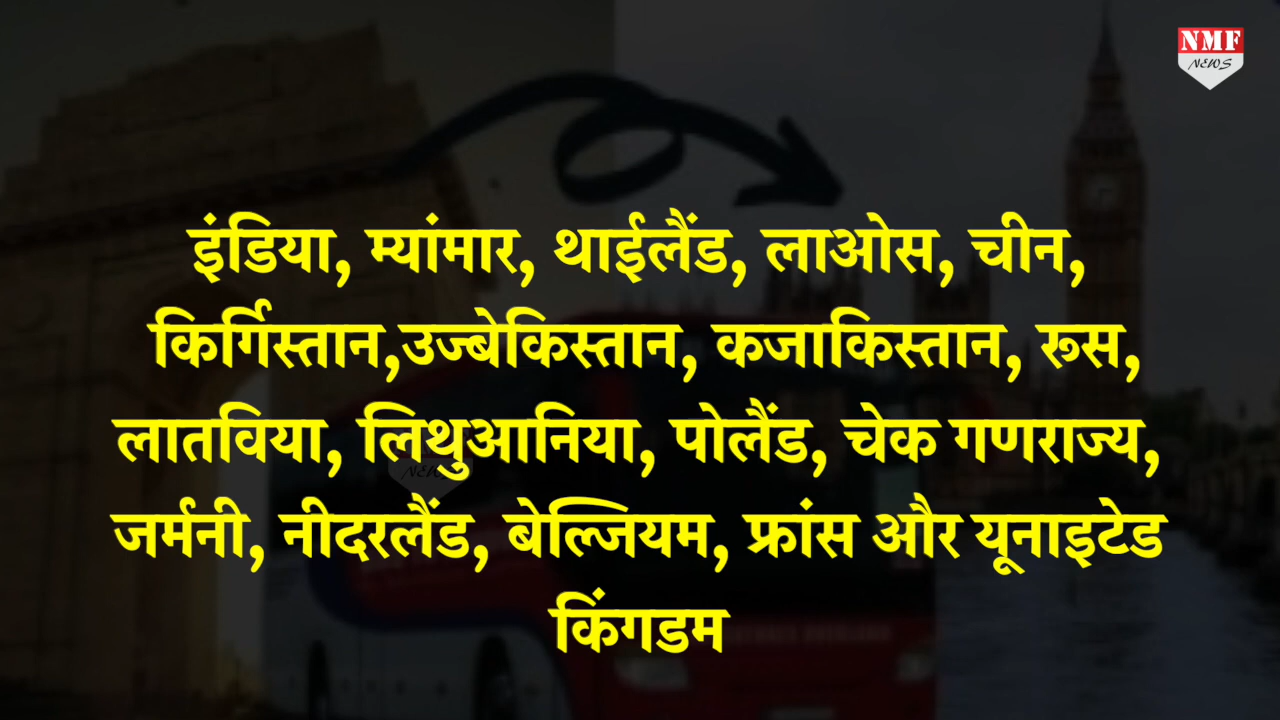 NMF
NEWS
इंडिया, म्यांमार, थाईलैंड, लाओस, चीन,
किर्गिस्तान,उज्बेकिस्तान, कजाकिस्तान, रूस,
लातविया, लिथुआनिया, पोलैंड, चेक गणराज्य,
जर्मनी, नीदरलैंड, बेल्जियम, फ्रांस और यूनाइटेड
किंगडम